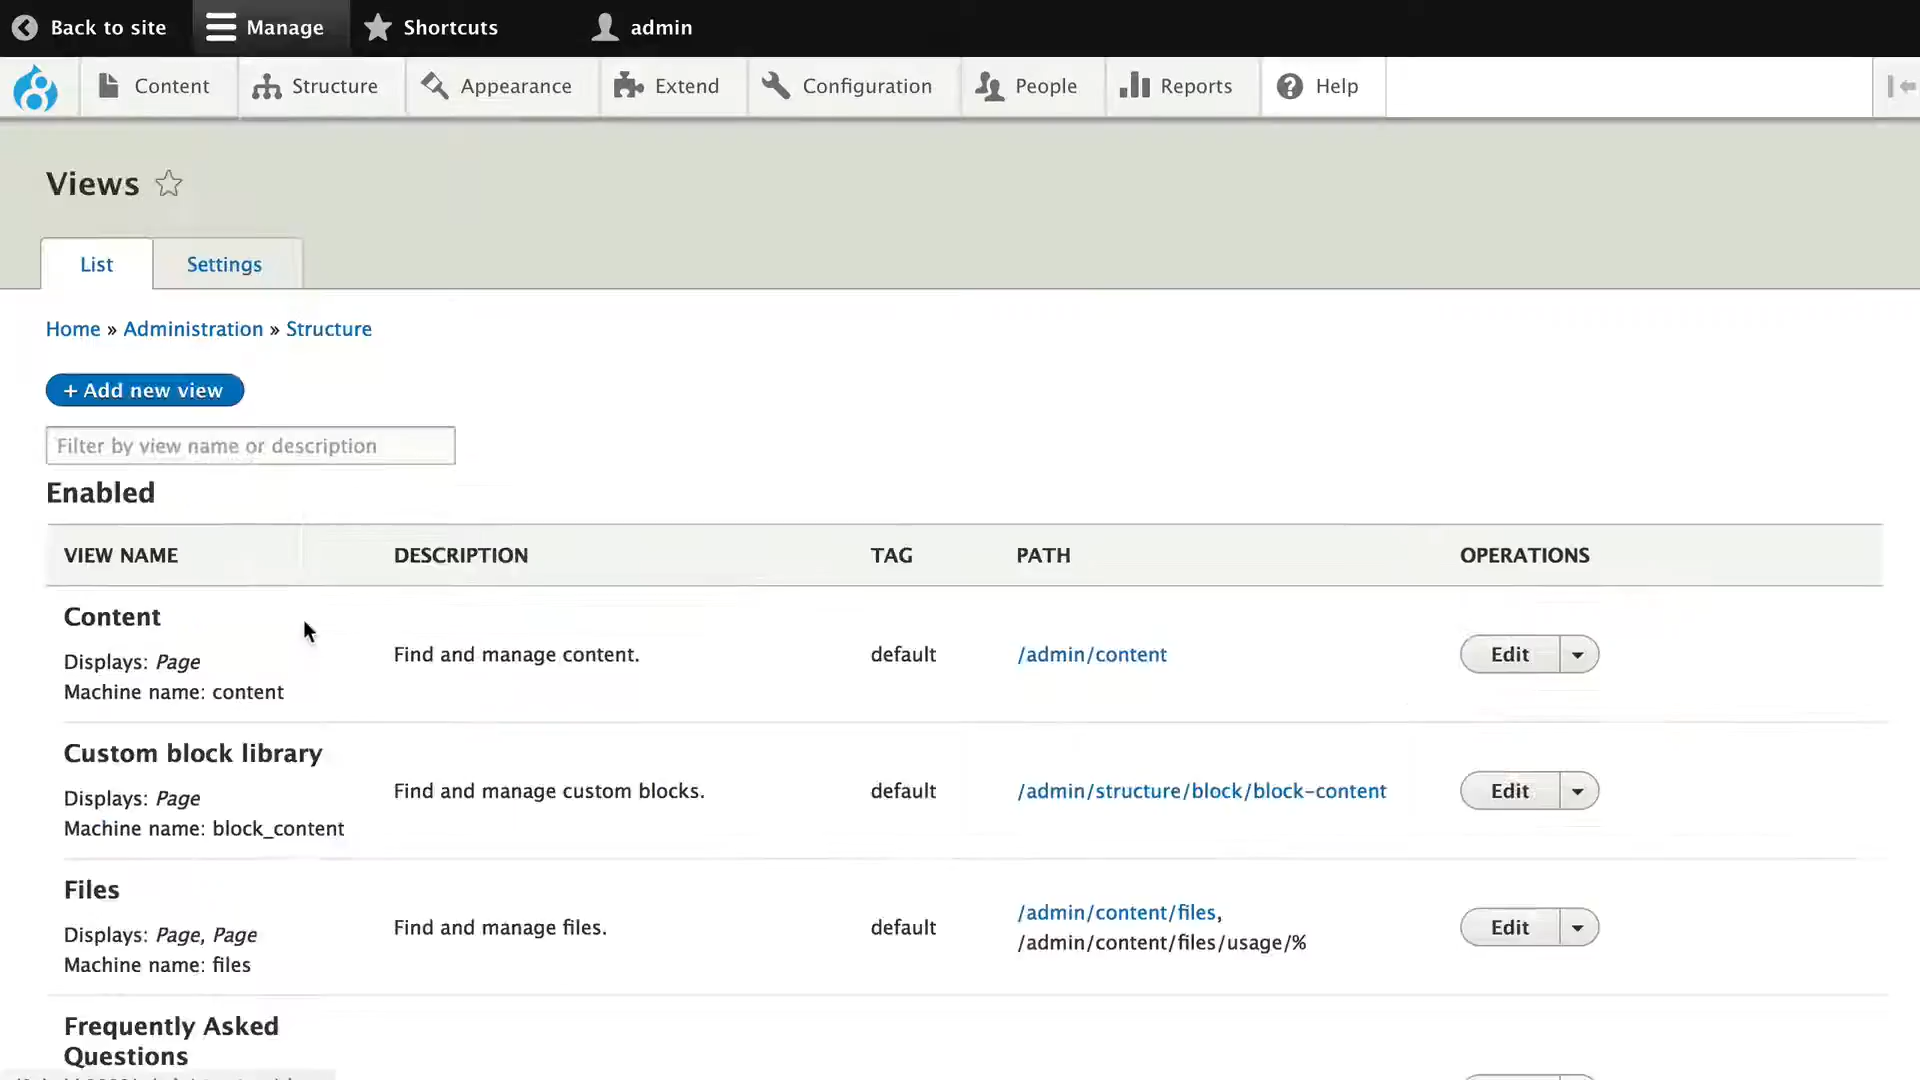 Back to site Manage Shortcuts admin
Content Structure Appearance Extend Configuration People Reports Help
Views
List Settings
Home » Administration » Structure
+ Add new view
Filter by view name or description
Enabled
VIEW NAME DESCRIPTION TAG PATH OPERATIONS
Content
Displays: Page
Machine name: content
Find and manage content. default /admin/content Edit
Custom block library
Displays: Page
Machine name: block_content
Find and manage custom blocks. default /admin/structure/block/block-content Edit
Files
Displays: Page, Page
Machine name: files
Find and manage files. default /admin/content/files,
/admin/content/files/usage/% Edit
Frequently Asked
Questions